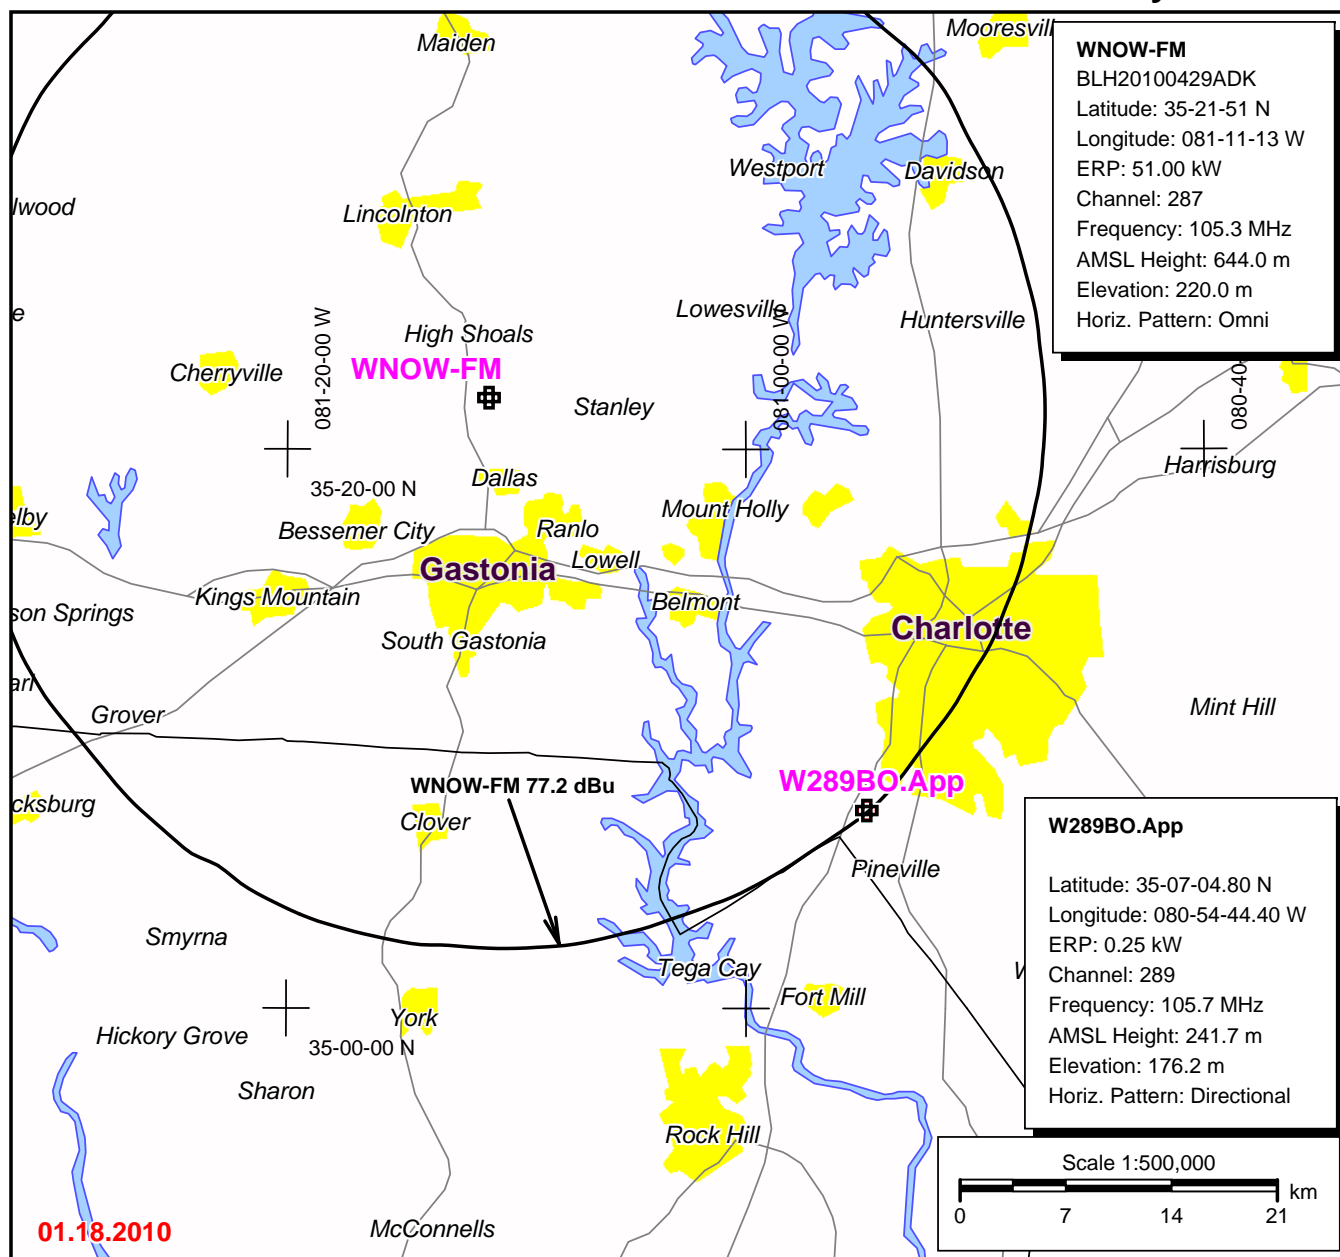 Maiden
Mooresvill
WNOW-FM
BLH20100429ADK
Latitude: 35-21-51 N
Longitude: 081-11-13 W
ERP: 51.00 kW
Channel: 287
Frequency: 105.3 MHz
AMSL Height: 644.0 m
Elevation: 220.0 m
Horiz. Pattern: Omni
Westport
Davidson
lwood
Lincolnton
e
Lowesville
Huntersville
081-20-00 W
081-00-00 W
080-40-
High Shoals
Cherryville
WNOW-FM
Stanley
Harrisburg
35-20-00 N
Dallas
elby
Bessemer City
Ranlo
Mount Holly
Lowell
Gastonia
Kings Mountain
Belmont
son Springs
South Gastonia
Charlotte
arl
Grover
Mint Hill
WNOW-FM 77.2 dBu
W289BO.App
cksburg
Clover
Pineville
W289BO.App
Latitude: 35-07-04.80 N
Longitude: 080-54-44.40 W
ERP: 0.25 kW
Channel: 289
Frequency: 105.7 MHz
AMSL Height: 241.7 m
Elevation: 176.2 m
Horiz. Pattern: Directional
Smyrna
Tega Cay
Fort Mill
York
Hickory Grove
35-00-00 N
Sharon
Rock Hill
Scale 1:500,000
km
0 7 14 21
McConnells
01.18.2010